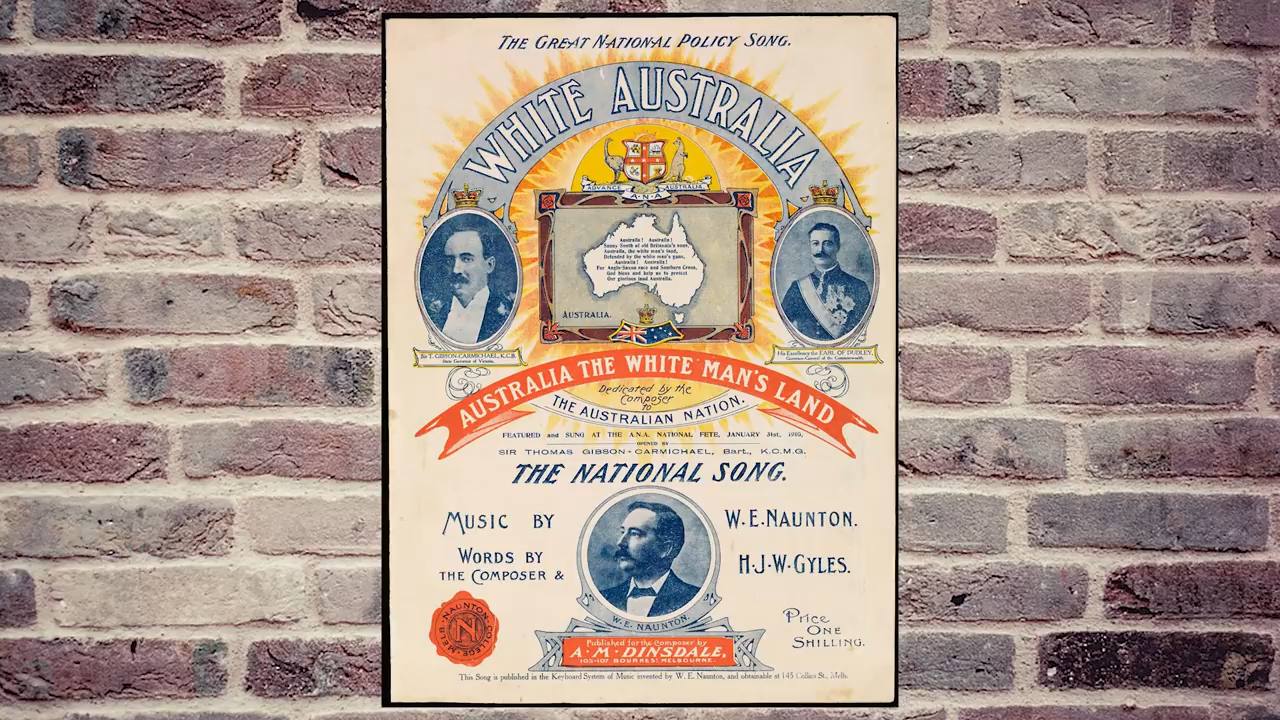 THE GREAT NATIONAL POLICY SONG.
WHITE AUSTRALIA
ADVANCE AUSTRALIA
A·N·A
Australia! Australia!
Sunny South of old Britannia's sons,
Australia, the white man's land,
Defended by the white man's guns,
Australia! Australia!
For Anglo-Saxon race and Southern Cross,
God bless and help us to protect
Our glorious land Australia.
AUSTRALIA.
Sir T. GIBSON-CARMICHAEL, K.C.B.
State Governor of Victoria.
His Excellency the EARL OF DUDLEY,
Governor-General of the Commonwealth.
AUSTRALIA THE WHITE MAN'S LAND
Dedicated by the
Composer
to
THE AUSTRALIAN NATION.
FEATURED and SUNG AT THE A.N.A. NATIONAL FETE, JANUARY 31st, 1910,
OPENED BY
SIR THOMAS GIBSON-CARMICHAEL, Bart., K.C.M.G.
THE NATIONAL SONG.
MUSIC BY W.E.NAUNTON.
WORDS BY
THE COMPOSER & H.J.W.GYLES.
W.E. NAUNTON.
NAUNTON COLLEGE MELB
N
Price
ONE
SHILLING.
Published for the Composer by
A·M·DINSDALE,
105-107 BOURKE ST MELBOURNE.
This Song is published in the Keyboard System of Music invented by W. E. Naunton, and obtainable at 145 Collins St., Melb.